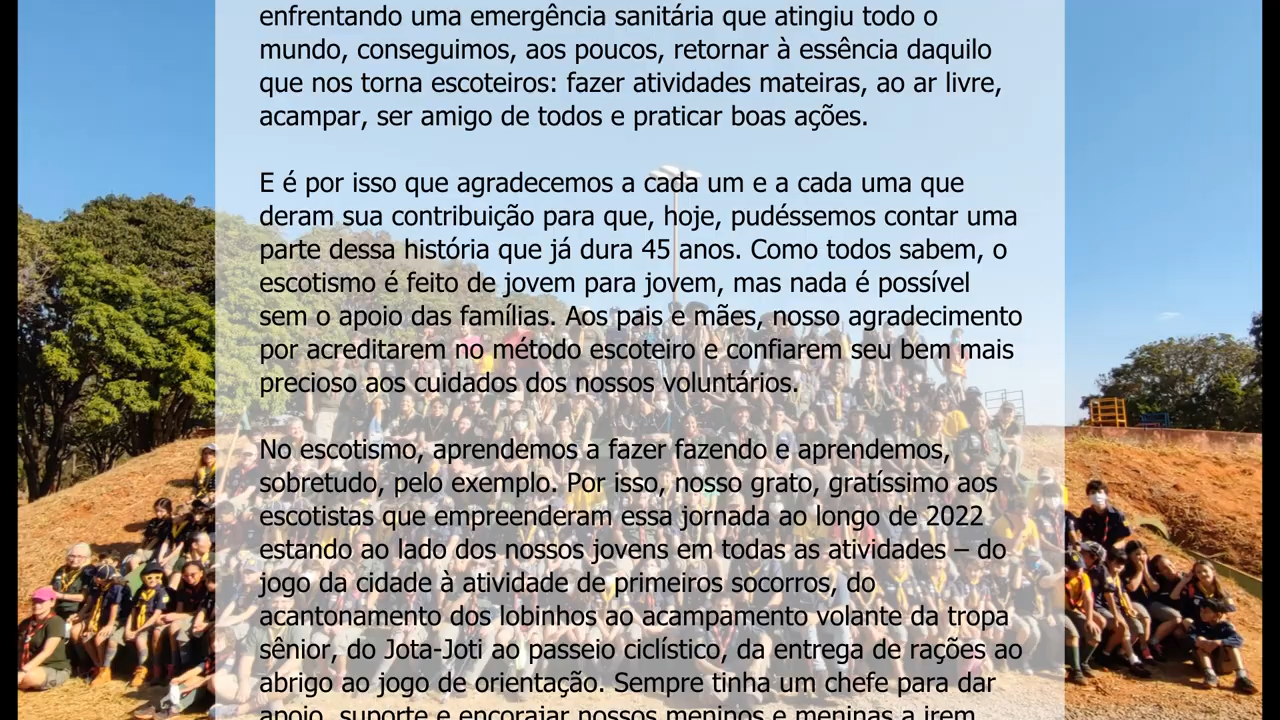 enfrentando uma emergência sanitária que atingiu todo o
mundo, conseguimos, aos poucos, retornar à essência daquilo
que nos torna escoteiros: fazer atividades mateiras, ao ar livre,
acampar, ser amigo de todos e praticar boas ações.
E é por isso que agradecemos a cada um e a cada uma que
deram sua contribuição para que, hoje, pudéssemos contar uma
parte dessa história que já dura 45 anos. Como todos sabem, o
escotismo é feito de jovem para jovem, mas nada é possível
sem o apoio das famílias. Aos pais e mães, nosso agradecimento
por acreditarem no método escoteiro e confiarem seu bem mais
precioso aos cuidados dos nossos voluntários.
No escotismo, aprendemos a fazer fazendo e aprendemos,
sobretudo, pelo exemplo. Por isso, nosso grato, gratíssimo aos
escotistas que empreenderam essa jornada ao longo de 2022
estando ao lado dos nossos jovens em todas as atividades – do
jogo da cidade à atividade de primeiros socorros, do
acantonamento dos lobinhos ao acampamento volante da tropa
sênior, do Jota-Joti ao passeio ciclístico, da entrega de rações ao
abrigo ao jogo de orientação. Sempre tinha um chefe para dar
apoio, suporte e encorajar nossos meninos e meninas a irem